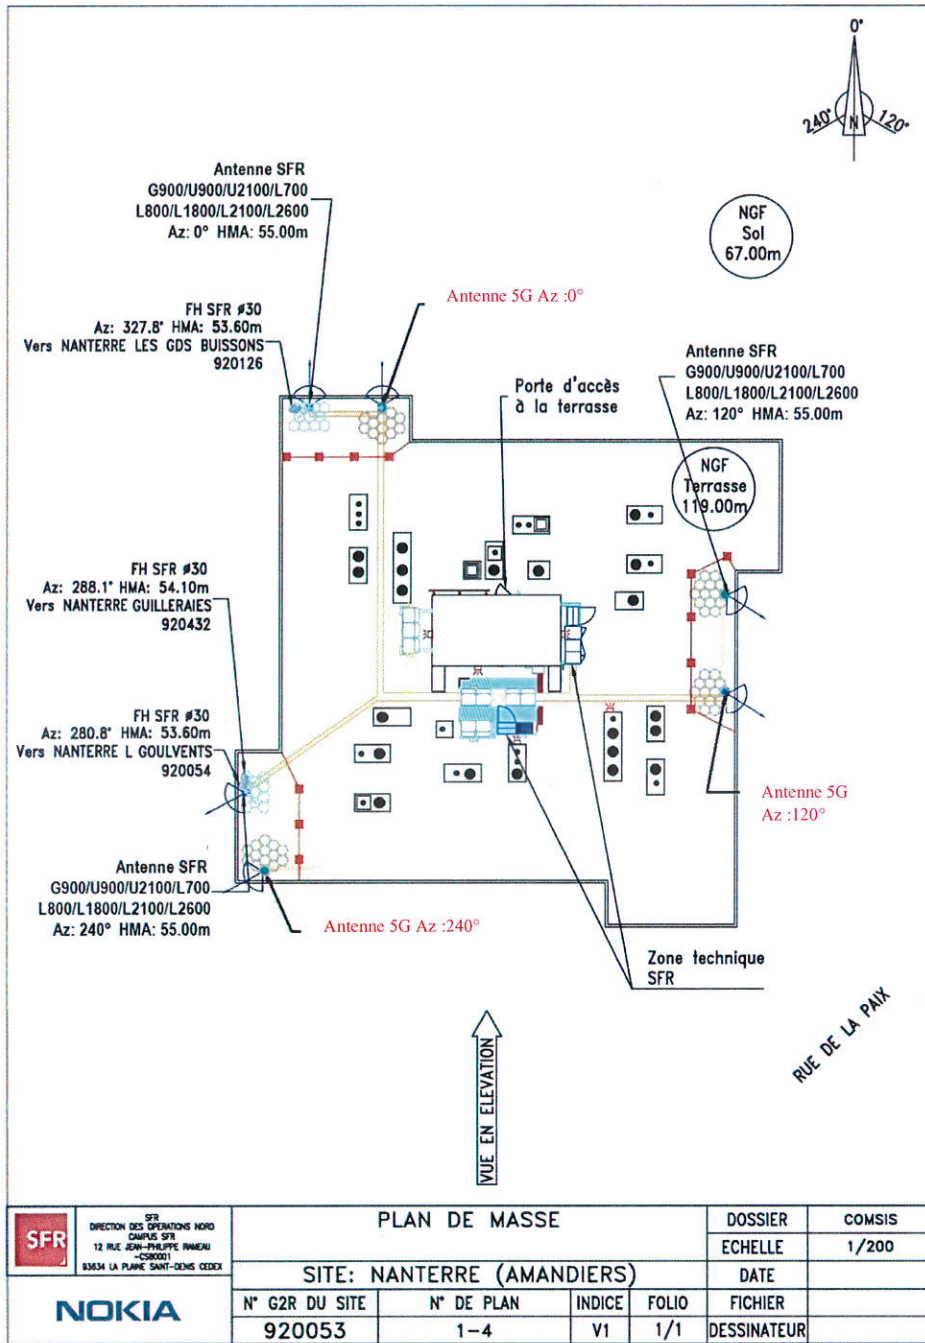 0°
240°
120°
N
Antenne SFR
G900/U900/U2100/L700
L800/L1800/L2100/L2600
Az: 0° HMA: 55.00m
NGF
Sol
67.00m
Antenne 5G Az :0°
FH SFR ø30
Az: 327.8° HMA: 53.60m
Vers NANTERRE LES GDS BUISSONS
920126
Antenne SFR
G900/U900/U2100/L700
L800/L1800/L2100/L2600
Az: 120° HMA: 55.00m
Porte d'accès
à la terrasse
NGF
Terrasse
119.00m
FH SFR ø30
Az: 288.1° HMA: 54.10m
Vers NANTERRE GUILLERAIES
920432
FH SFR ø30
Az: 280.8° HMA: 53.60m
Vers NANTERRE L GOULVENTS
920054
Antenne 5G
Az :120°
Antenne SFR
G900/U900/U2100/L700
L800/L1800/L2100/L2600
Az: 240° HMA: 55.00m
Antenne 5G Az :240°
Zone technique
SFR
RUE DE LA PAIX
VUE EN ELEVATION
SFR
SFR
DIRECTION DES OPERATIONS NORD
CAMPUS SFR
12 RUE JEAN-PHILIPPE RAMEAU
-CS80001
93634 LA PLAINE SAINT-DENIS CEDEX
PLAN DE MASSE
DOSSIER
COMSIS
ECHELLE
1/200
SITE: NANTERRE (AMANDIERS)
DATE
NOKIA
N° G2R DU SITE
N° DE PLAN
INDICE
FOLIO
FICHIER
920053
1-4
V1
1/1
DESSINATEUR